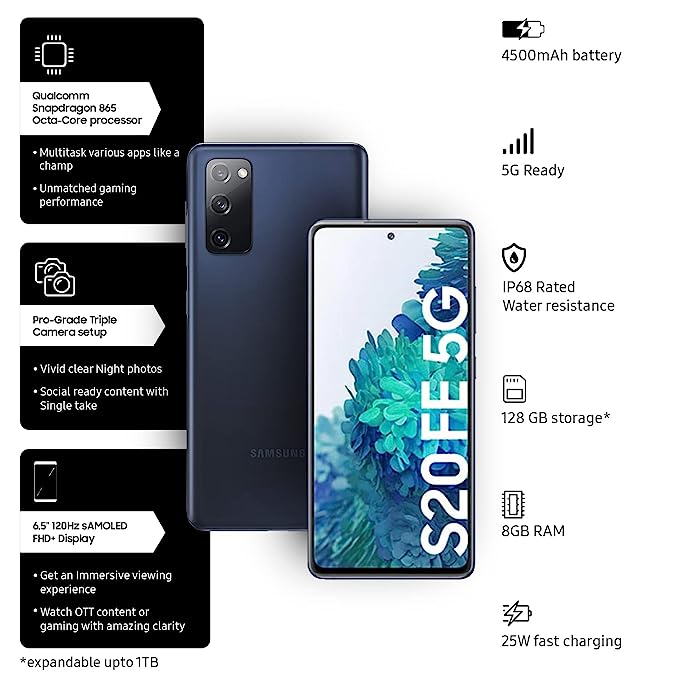 Qualcomm
Snapdragon 865
Octa-Core processor
• Multitask various apps like a
champ
• Unmatched gaming
performance
Pro-Grade Triple
Camera setup
• Vivid clear Night photos
• Social ready content with
Single take
6.5" 120Hz sAMOLED
FHD+ Display
• Get an Immersive viewing
experience
• Watch OTT content or
gaming with amazing clarity
*expandable upto 1TB
SAMSUNG
S20 FE 5G
4500mAh battery
5G Ready
IP68 Rated
Water resistance
128 GB storage*
8GB RAM
25W fast charging